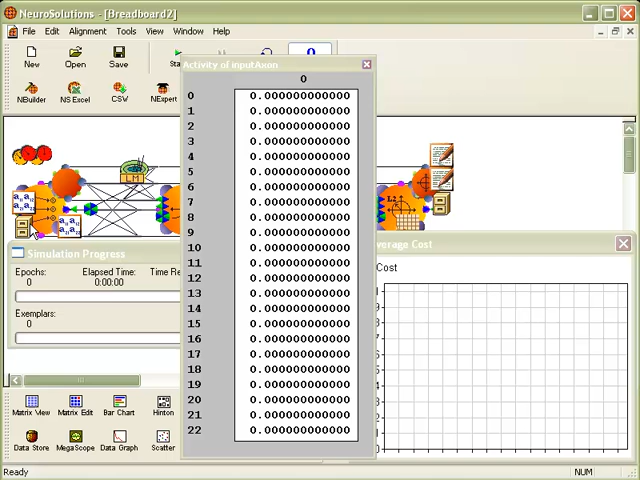 NeuroSolutions - [Breadboard2]
File Edit Alignment Tools View Window Help
New Open Save
NBuilder NS Excel CSW NExpert
Activity of inputAxon
0
0 0.000000000000
1 0.000000000000
2 0.000000000000
3 0.000000000000
4 0.000000000000
5 0.000000000000
6 0.000000000000
7 0.000000000000
8 0.000000000000
9 0.000000000000
10 0.000000000000
11 0.000000000000
12 0.000000000000
13 0.000000000000
14 0.000000000000
15 0.000000000000
16 0.000000000000
17 0.000000000000
18 0.000000000000
19 0.000000000000
20 0.000000000000
21 0.000000000000
22 0.000000000000
LM
L2
Simulation Progress
Epochs: Elapsed Time:
0 0:00:00
Exemplars:
0
Cost
Matrix View Matrix Edit Bar Chart Hinton
Data Store MegaScope Data Graph Scatter
Ready NUM